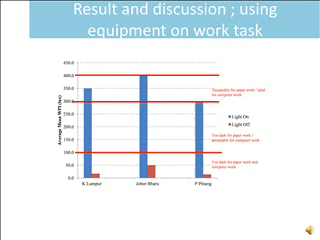 Result and discussion ; using
equipment on work task
450.0
400.0
350.0
300.0
250.0
200.0
150.0
100.0
50.0
0.0
Average Mean WPI (lux)
K Lumpur
Johor Bharu
P Pinang
Acceptable for paper work / ideal
for computer work
Too dark for paper work /
acceptable for computer work
Too dark for paper work and
computer work
Light On
Light Off